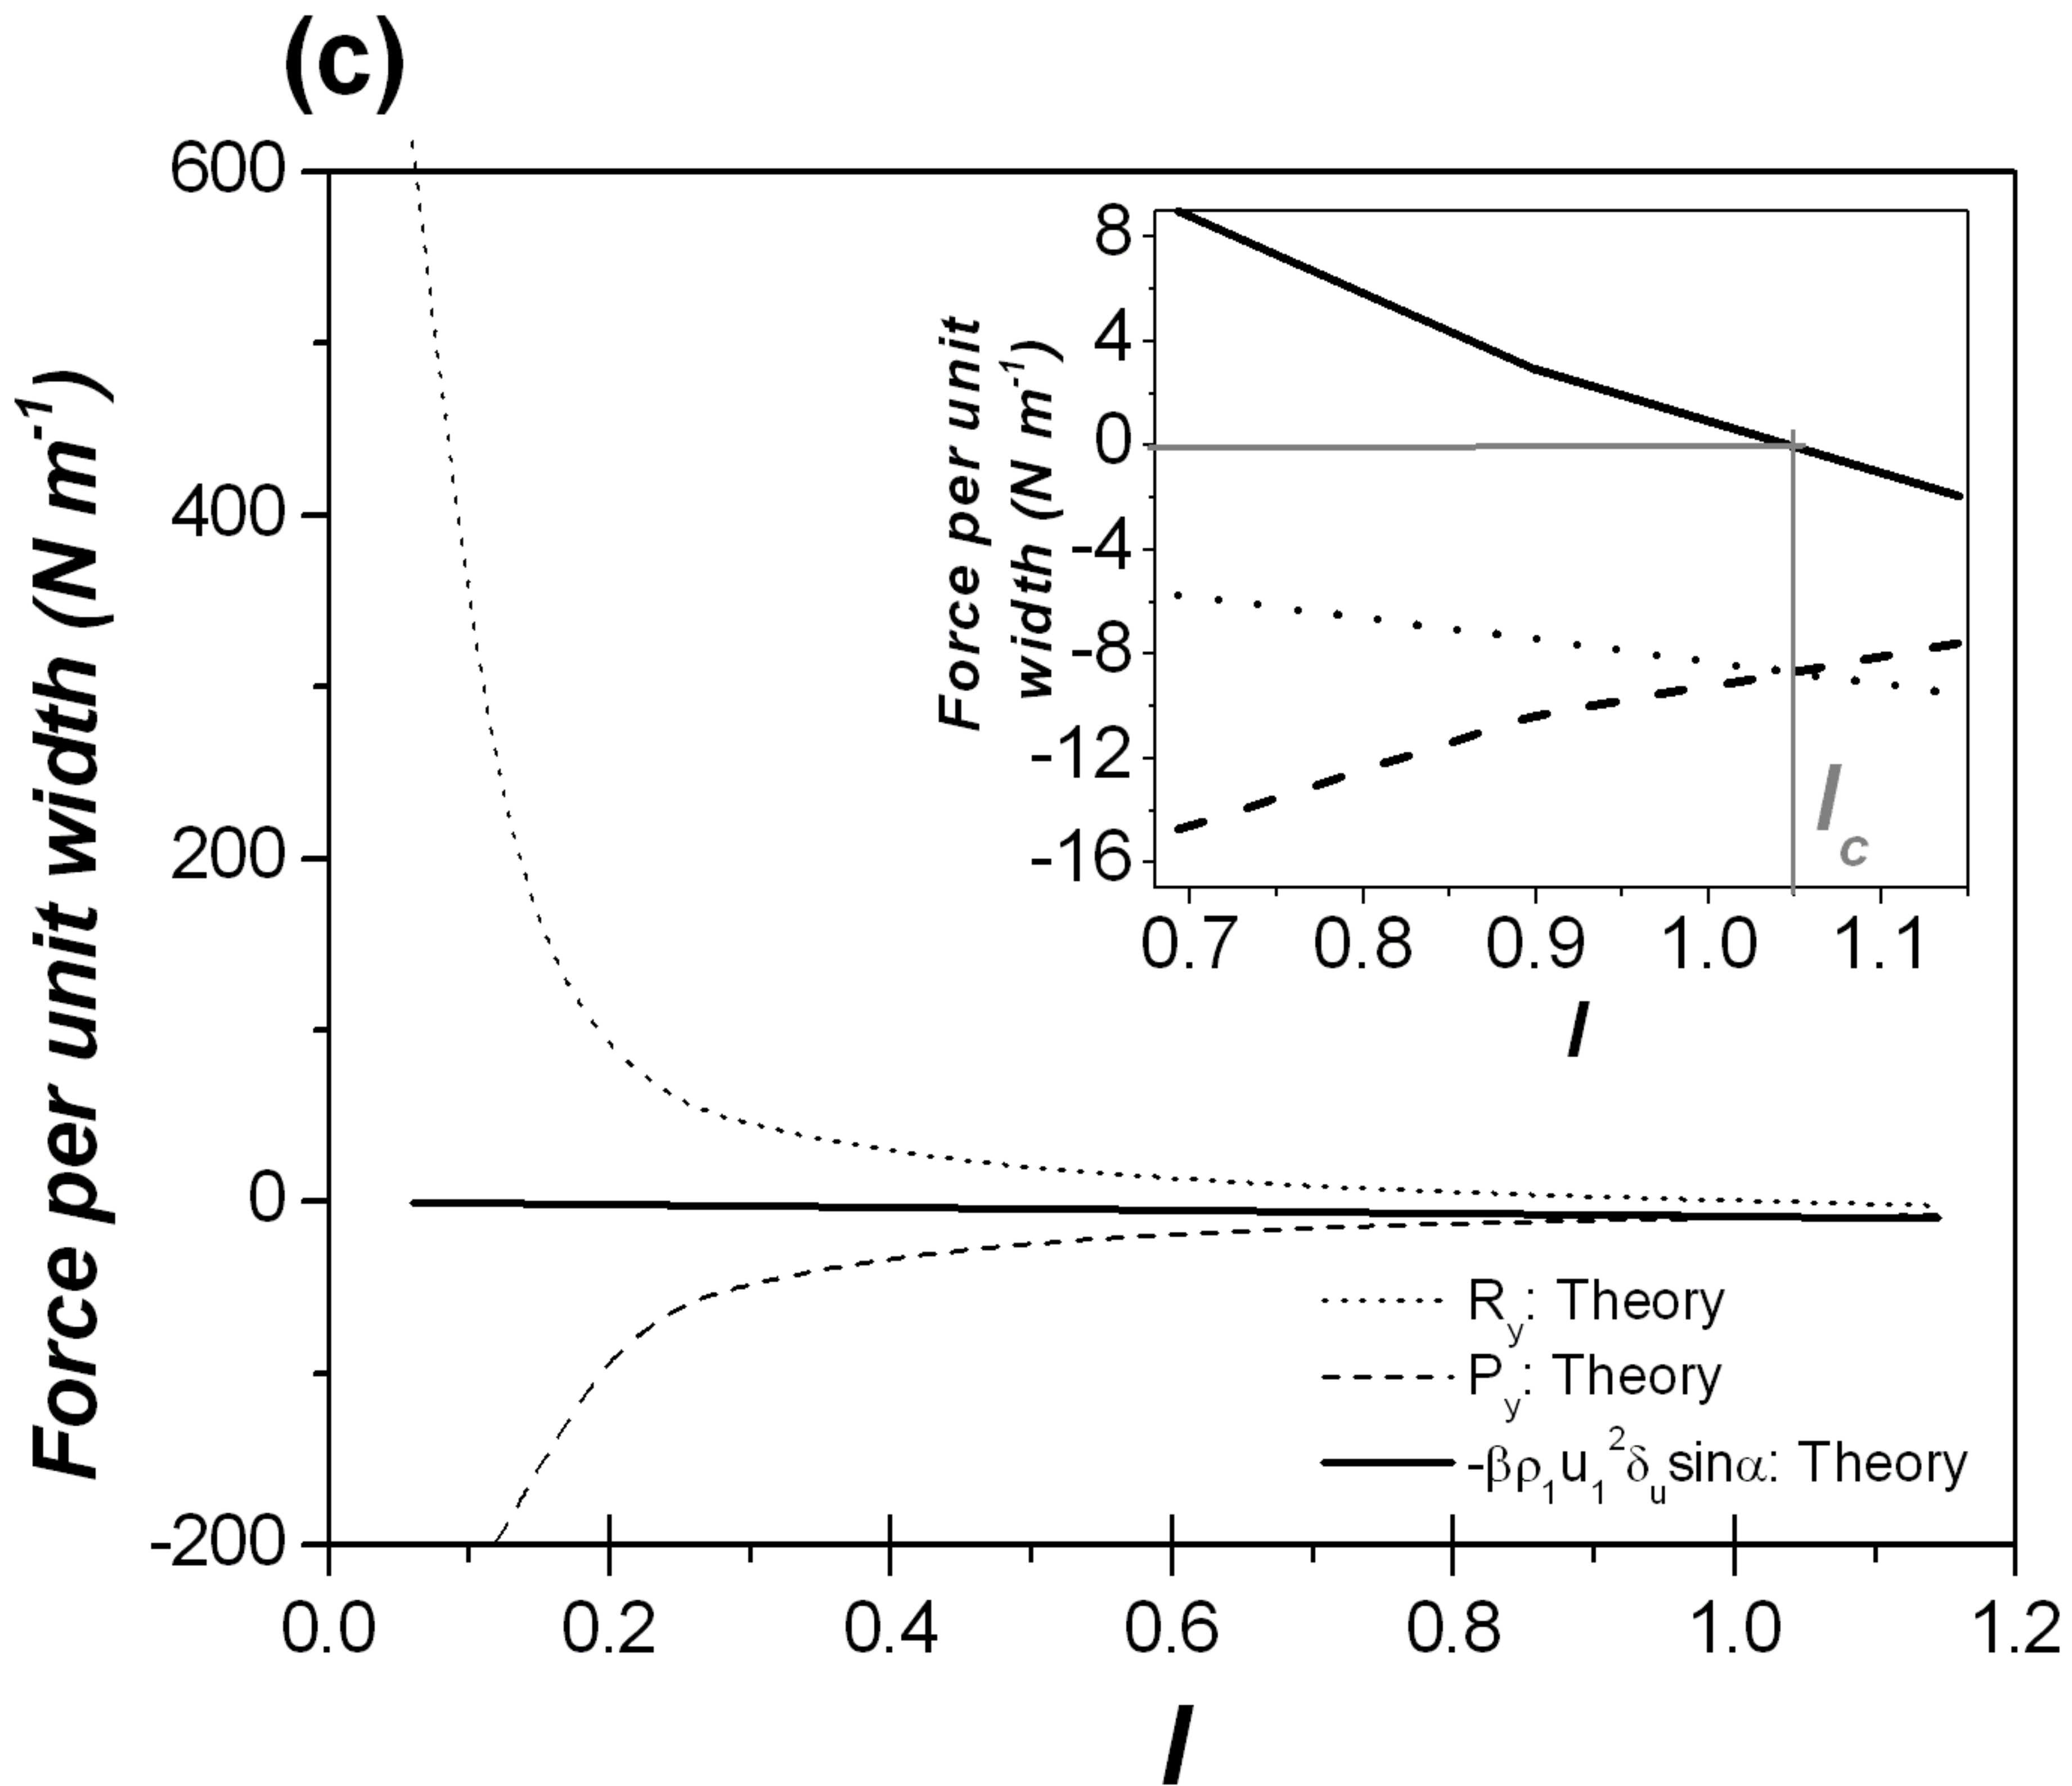 (c)
600
400
200
0
-200
Force per unit width (N m-1)
0.0 0.2 0.4 0.6 0.8 1.0 1.2
I
8
4
0
-4
-8
-12
-16
Force per unit
width (N m-1)
0.7 0.8 0.9 1.0 1.1
I
Ic
Ry: Theory
Py: Theory
-βρ1u1²δusinα: Theory